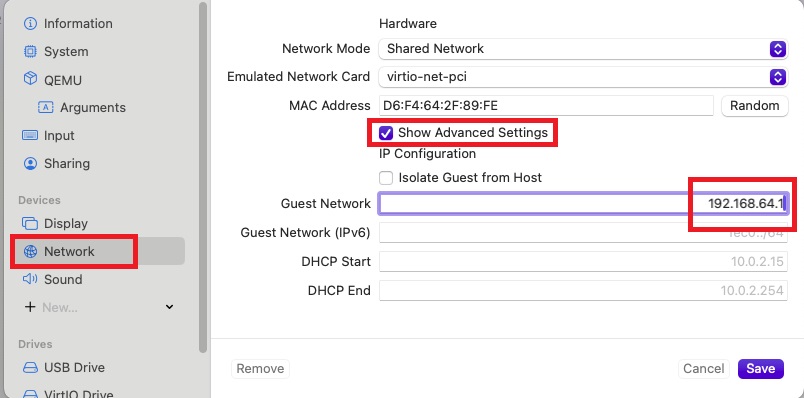 Information
System
QEMU
Arguments
Input
Sharing
Devices
Display
Network
Sound
New...
Drives
USB Drive
VirtIO Drive
Hardware
Network Mode Shared Network
Emulated Network Card virtio-net-pci
MAC Address D6:F4:64:2F:89:FE Random
Show Advanced Settings
IP Configuration
Isolate Guest from Host
Guest Network 192.168.64.1
Guest Network (IPv6) fec0::/64
DHCP Start 10.0.2.15
DHCP End 10.0.2.254
Remove Cancel Save